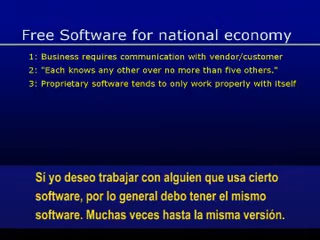 Free Software for national economy
1: Business requires communication with vendor/customer
2: "Each knows any other over no more than five others."
3: Proprietary software tends to only work properly with itself
Sí yo deseo trabajar con alguien que usa cierto
software, por lo general debo tener el mismo
software. Muchas veces hasta la misma versión.